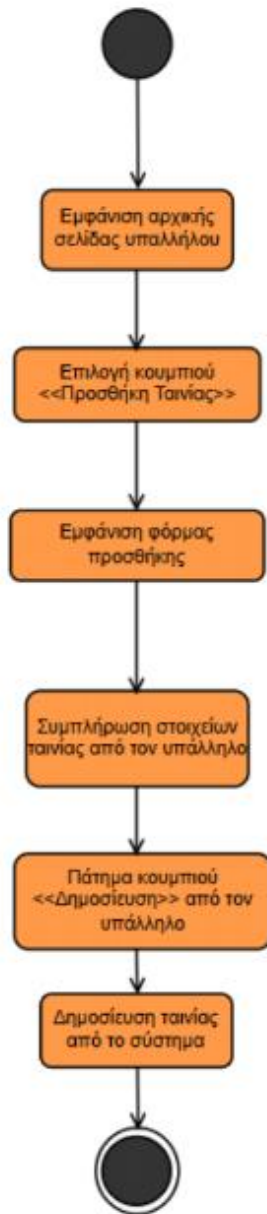 Εμφάνιση αρχικής
σελίδας υπαλλήλου
Επιλογή κουμπιού
<<Προσθήκη Ταινίας>>
Εμφάνιση φόρμας
προσθήκης
Συμπλήρωση στοιχείων
ταινίας από τον υπάλληλο
Πάτημα κουμπιού
<<Δημοσίευση>> από τον
υπάλληλο
Δημοσίευση ταινίας
από το σύστημα